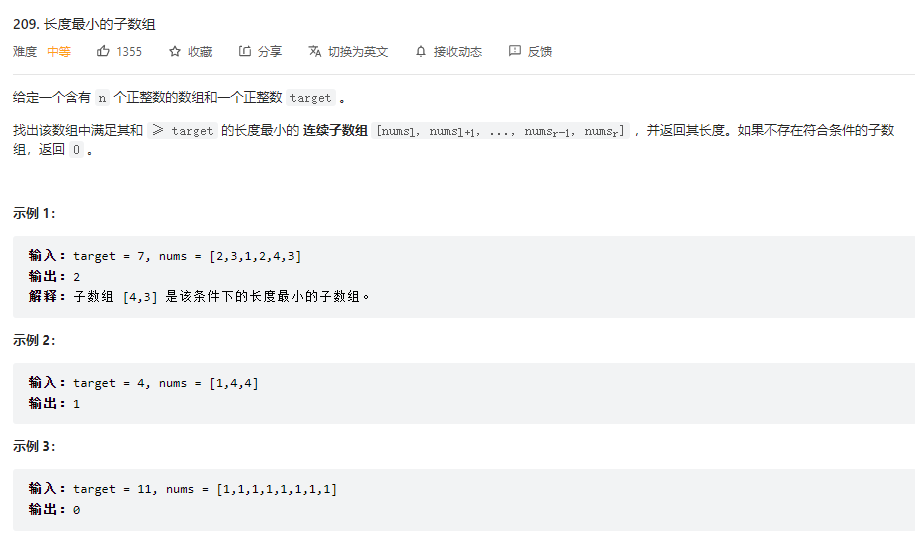 209. 长度最小的子数组
难度 中等 1355 收藏 分享 切换为英文 接收动态 反馈
给定一个含有 n 个正整数的数组和一个正整数 target 。
找出该数组中满足其和 ≥ target 的长度最小的 连续子数组 [numsl, numsl+1, ..., numsr-1, numsr] ，并返回其长度。如果不存在符合条件的子数
组，返回 0 。
示例 1：
输入：target = 7, nums = [2,3,1,2,4,3]
输出：2
解释：子数组 [4,3] 是该条件下的长度最小的子数组。
示例 2：
输入：target = 4, nums = [1,4,4]
输出：1
示例 3：
输入：target = 11, nums = [1,1,1,1,1,1,1,1]
输出：0